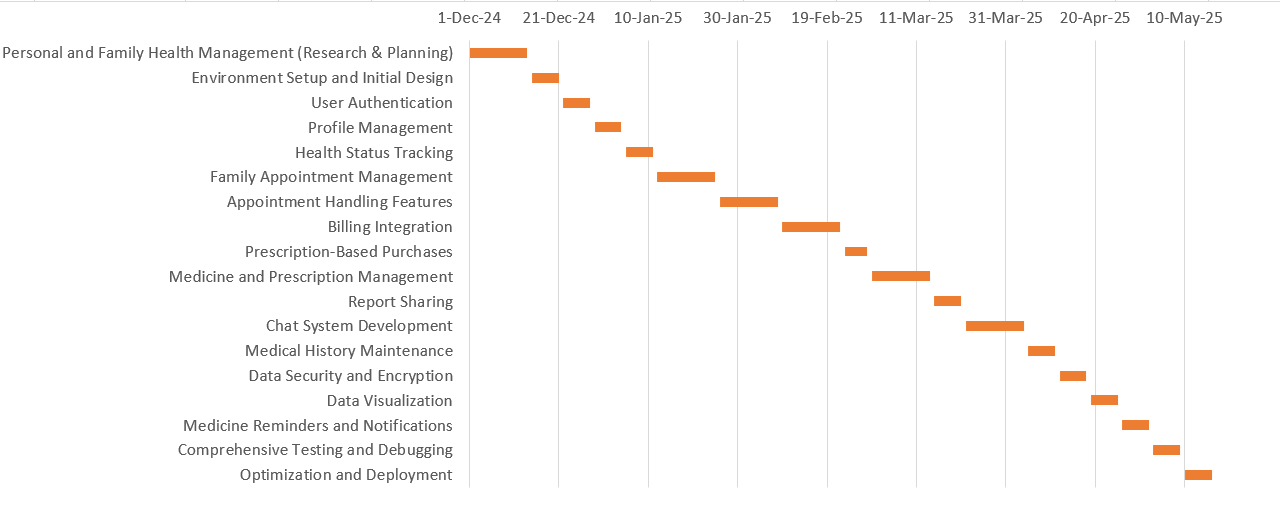 1-Dec-24 21-Dec-24 10-Jan-25 30-Jan-25 19-Feb-25 11-Mar-25 31-Mar-25 20-Apr-25 10-May-25
Personal and Family Health Management (Research & Planning)
Environment Setup and Initial Design
User Authentication
Profile Management
Health Status Tracking
Family Appointment Management
Appointment Handling Features
Billing Integration
Prescription-Based Purchases
Medicine and Prescription Management
Report Sharing
Chat System Development
Medical History Maintenance
Data Security and Encryption
Data Visualization
Medicine Reminders and Notifications
Comprehensive Testing and Debugging
Optimization and Deployment